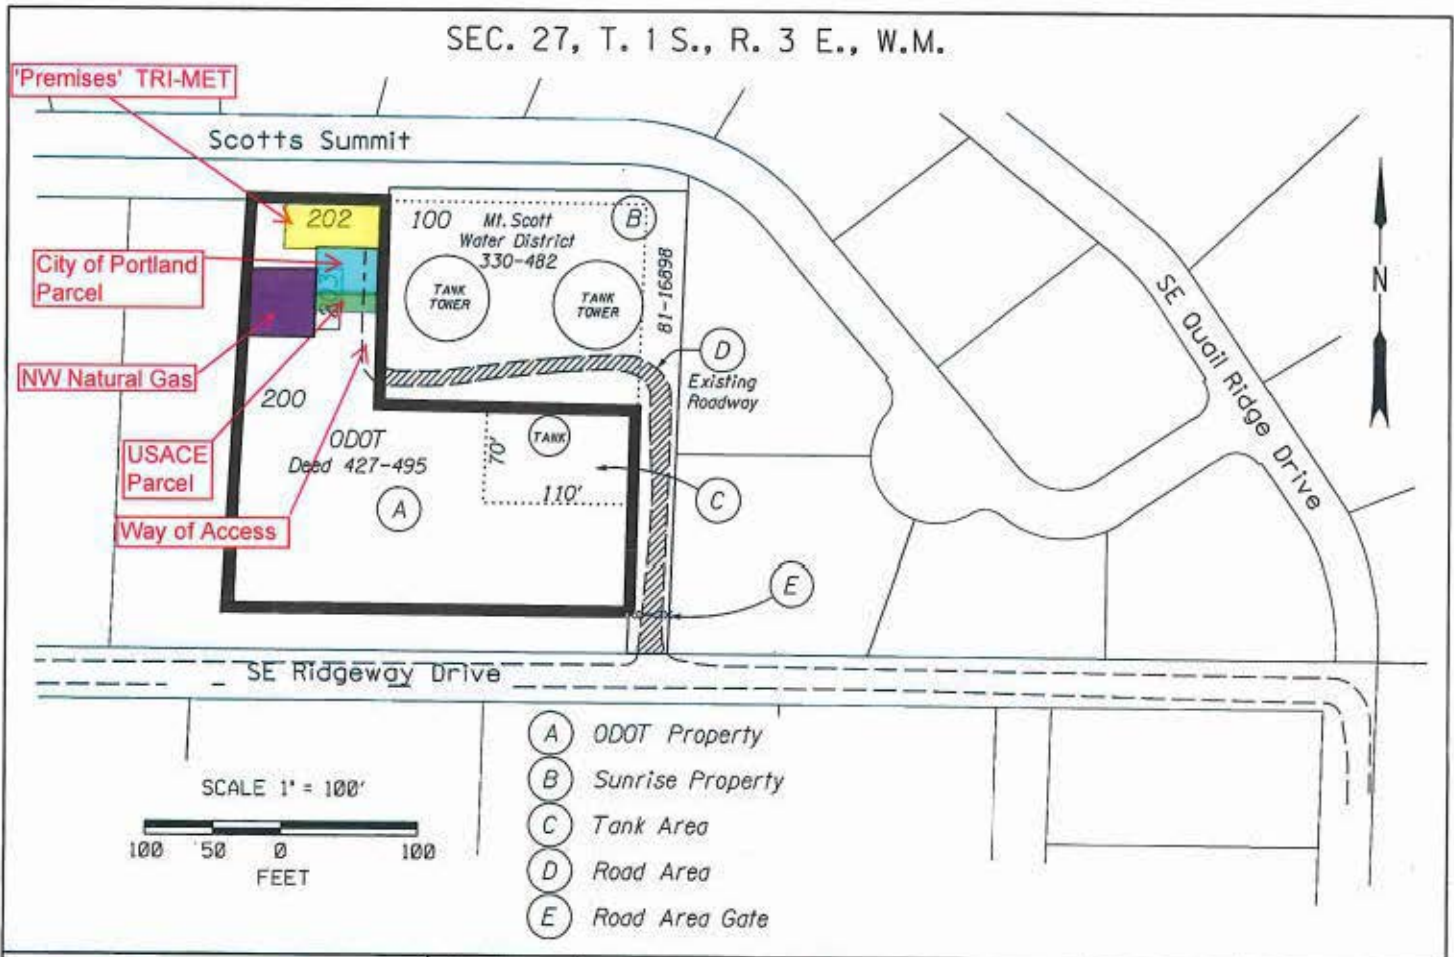 SEC. 27, T. 1 S., R. 3 E., W.M.
'Premises' TRI-MET
Scotts Summit
202
100
Mt. Scott
Water District
330-482
B
City of Portland
Parcel
TANK
TOWER
TANK
TOWER
81-16898
N
SE Quail Ridge Drive
D
Existing
Roadway
NW Natural Gas
200
ODOT
Deed 427-495
TANK
70'
110'
USACE
Parcel
A
C
Way of Access
E
SE Ridgeway Drive
A ODOT Property
B Sunrise Property
C Tank Area
D Road Area
E Road Area Gate
SCALE 1" = 100'
100 50 0 100
FEET